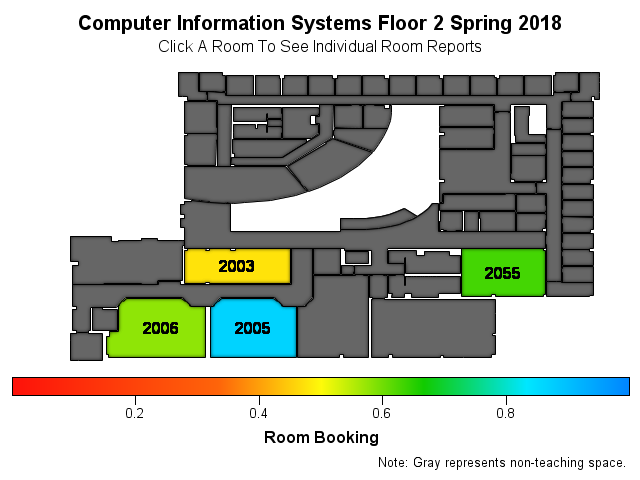 Computer Information Systems Floor 2 Spring 2018
Click A Room To See Individual Room Reports
2003
2055
2006
2005
0.2
0.4
0.6
0.8
Room Booking
Note: Gray represents non-teaching space.